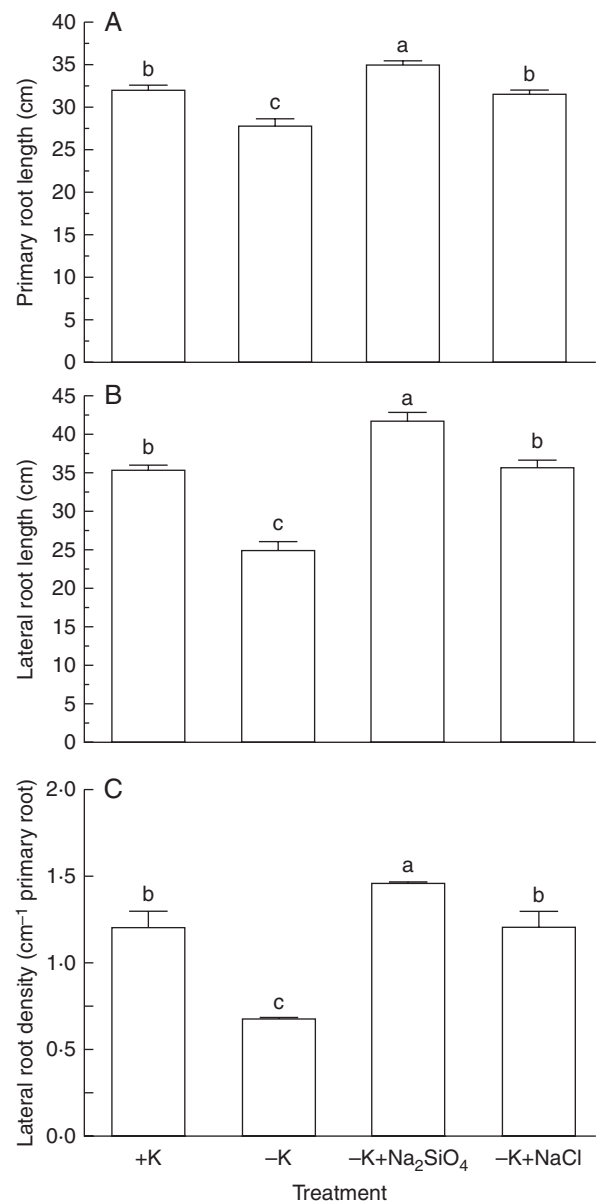 A
40
35
30
25
20
15
10
5
0
Primary root length (cm)
b
c
a
b
B
45
40
35
30
25
20
15
10
5
0
Lateral root length (cm)
b
c
a
b
C
2·0
1·5
1·0
0·5
0·0
Lateral root density (cm⁻¹ primary root)
b
c
a
b
+K –K –K+Na₂SiO₄ –K+NaCl
Treatment